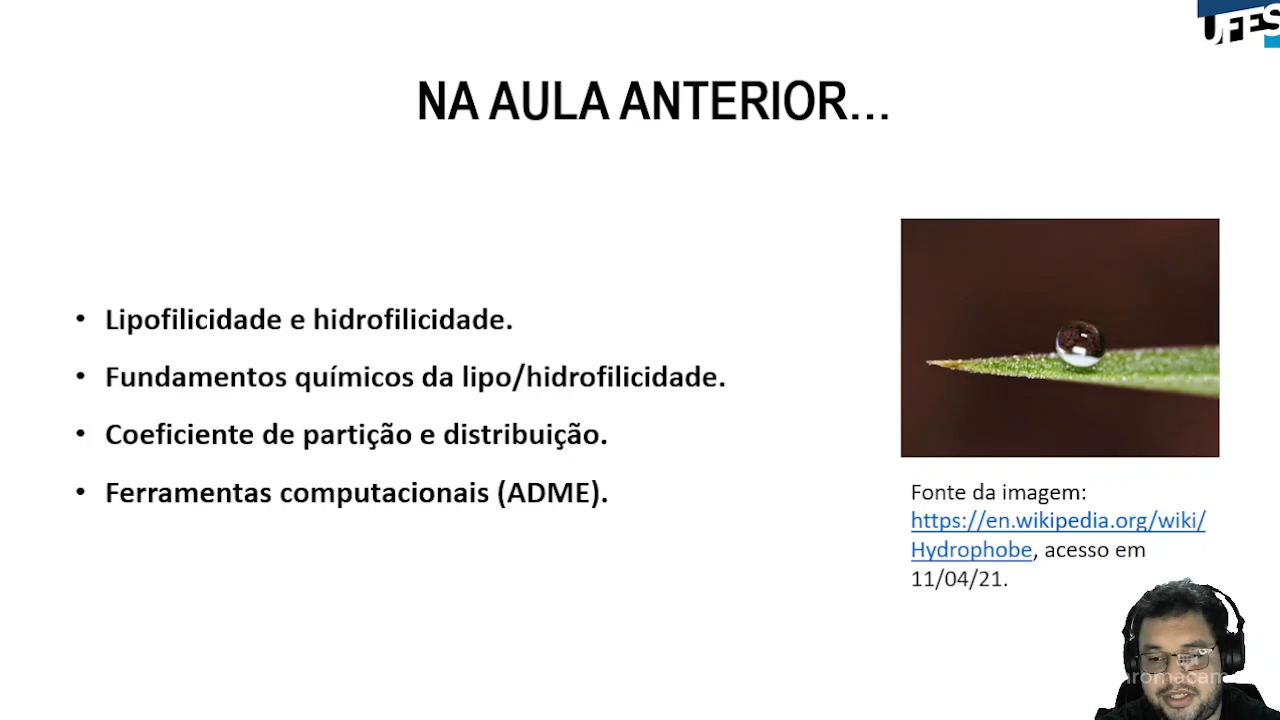 UFES
NA AULA ANTERIOR...
• Lipofilicidade e hidrofilicidade.
• Fundamentos químicos da lipo/hidrofilicidade.
• Coeficiente de partição e distribuição.
• Ferramentas computacionais (ADME).
Fonte da imagem:
https://en.wikipedia.org/wiki/
Hydrophobe, acesso em
11/04/21.